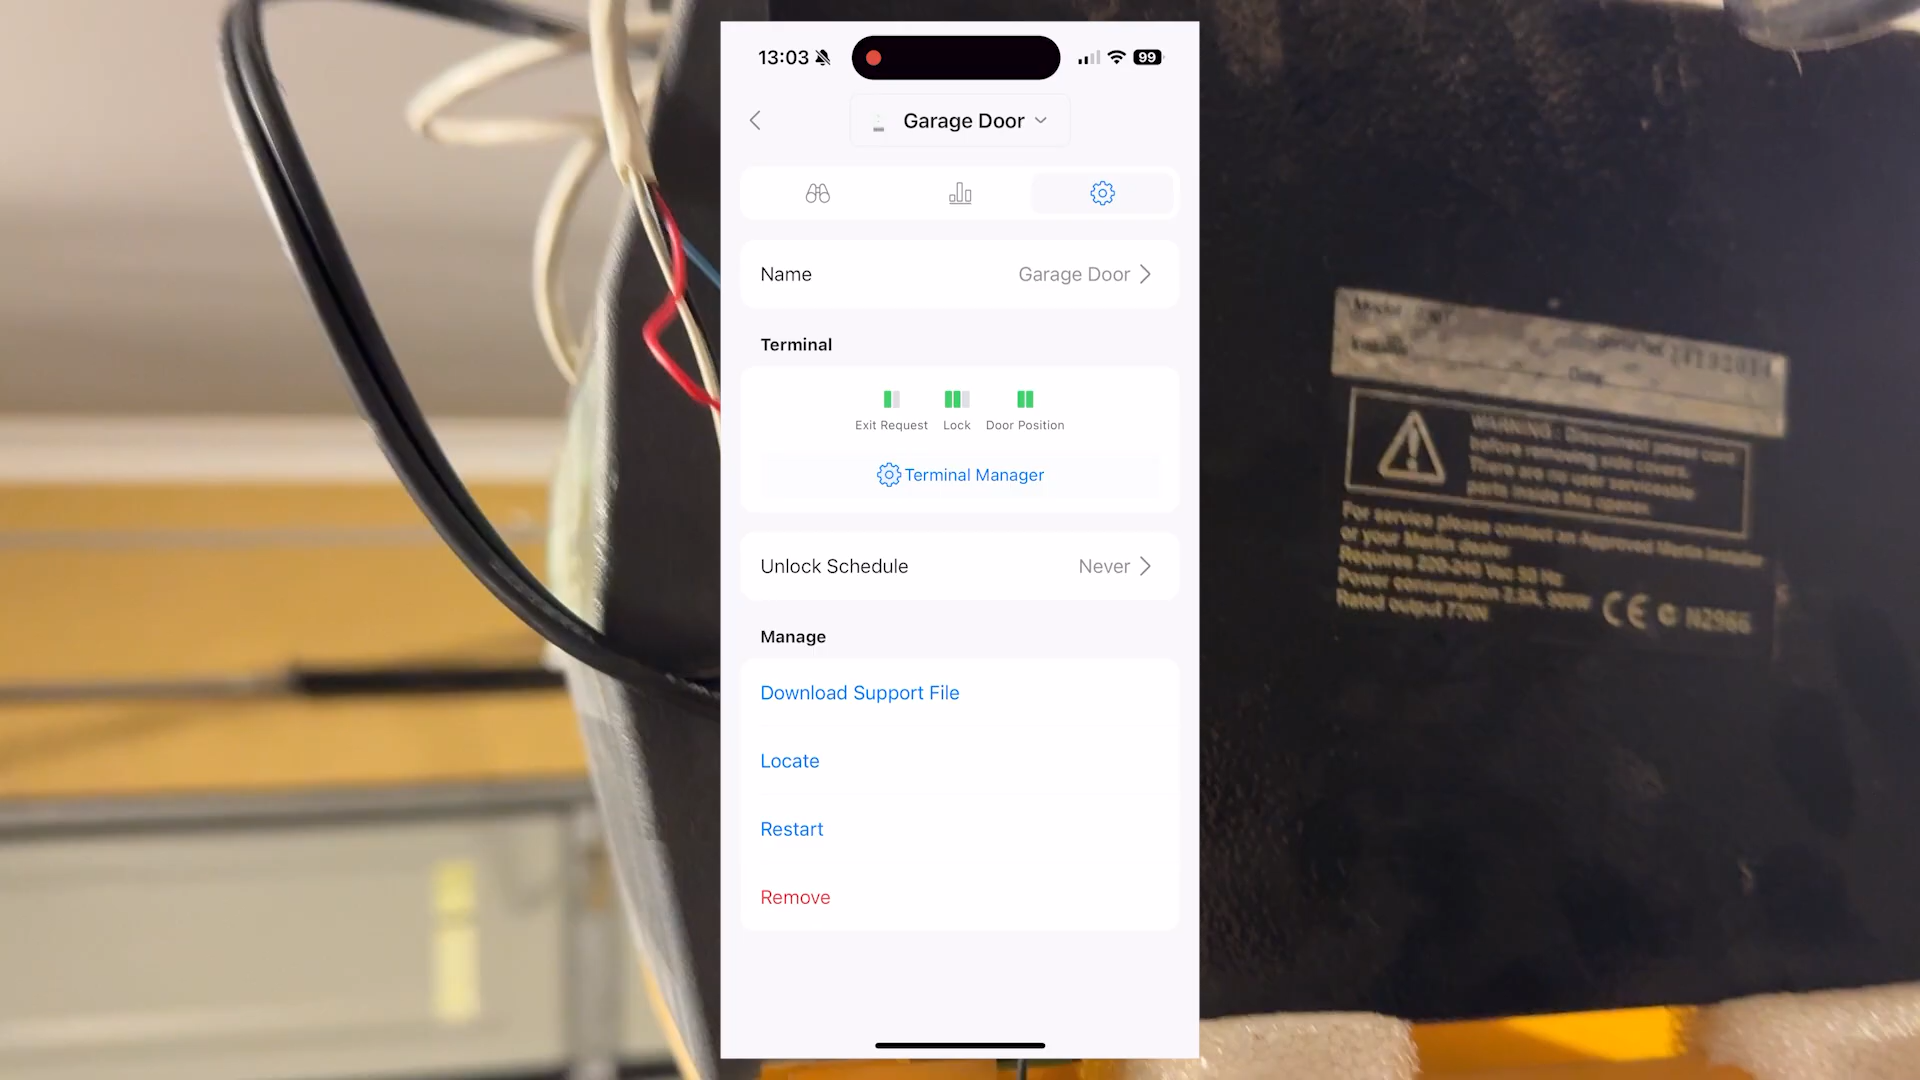 13:03
99
Garage Door
Name
Garage Door
Terminal
Exit Request
Lock
Door Position
Terminal Manager
Unlock Schedule
Never
Manage
Download Support File
Locate
Restart
Remove
Model
WARNING: Disconnect power cord
before removing side covers.
There are no user serviceable
parts inside this opener.
For service please contact an Approved Merlin Installer
or your Merlin dealer
Requires 220-240 Vac 50 Hz
Power consumption
Rated output 770N
CE N2966